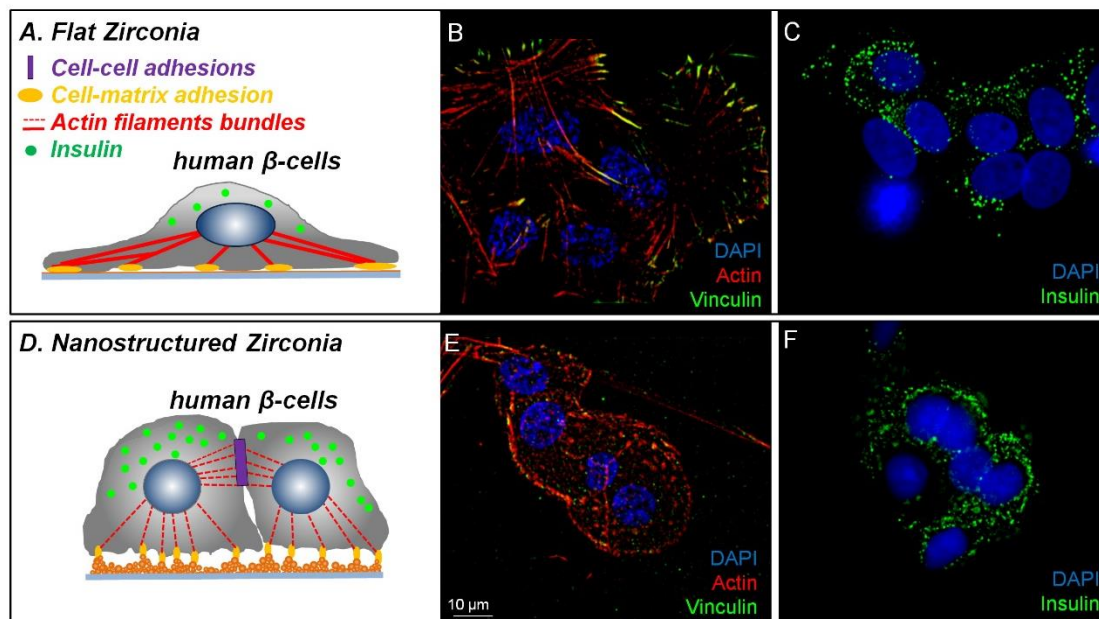 A. Flat Zirconia
Cell-cell adhesions
Cell-matrix adhesion
Actin filaments bundles
Insulin
human β-cells
B
DAPI
Actin
Vinculin
C
DAPI
Insulin
D. Nanostructured Zirconia
human β-cells
E
DAPI
Actin
Vinculin
10 µm
F
DAPI
Insulin